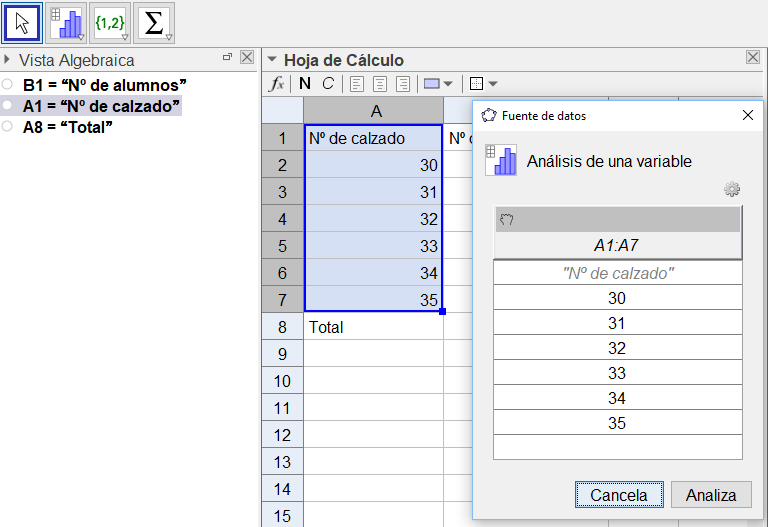 {1,2} Σ
Vista Algebraica
B1 = “Nº de alumnos”
A1 = “Nº de calzado”
A8 = “Total”
Hoja de Cálculo
fx N C
A
1 Nº de calzado Nº
2 30
3 31
4 32
5 33
6 34
7 35
8 Total
9
10
11
12
13
14
15
Fuente de datos
Análisis de una variable
A1:A7
"Nº de calzado"
30
31
32
33
34
35
Cancela Analiza